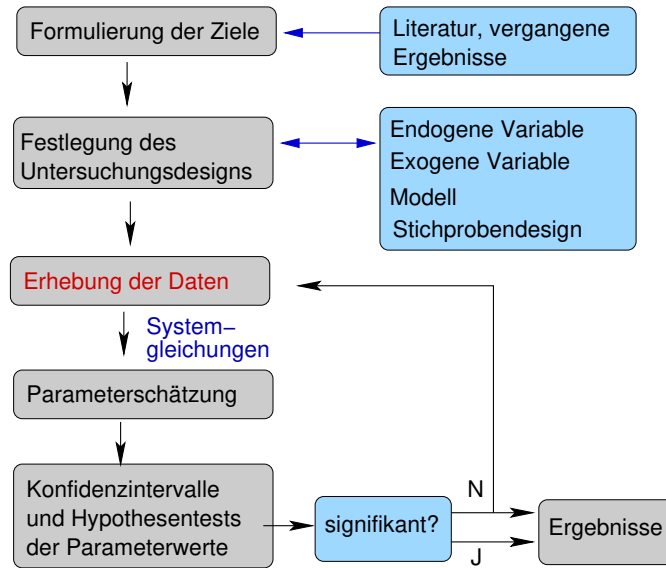 Formulierung der Ziele
Literatur, vergangene
Ergebnisse
Festlegung des
Untersuchungsdesigns
Endogene Variable
Exogene Variable
Modell
Stichprobendesign
Erhebung der Daten
System−
gleichungen
Parameterschätzung
Konfidenzintervalle
und Hypothesentests
der Parameterwerte
signifikant?
N
J
Ergebnisse